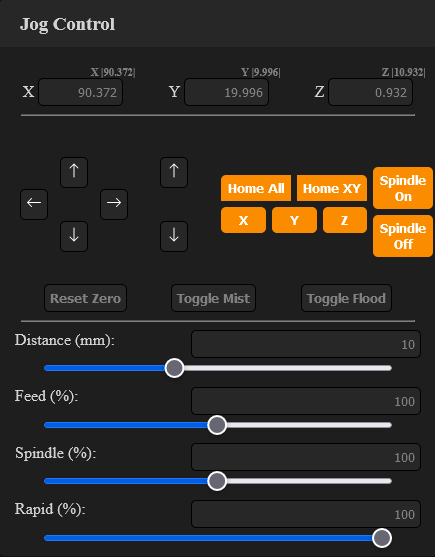 Jog Control
X |90.372| Y |9.996| Z |10.932|
X 90.372 Y 19.996 Z 0.932
↑ ↑
← →
↓ ↓
Home All Home XY
X Y Z
Spindle On
Spindle Off
Reset Zero Toggle Mist Toggle Flood
Distance (mm): 10
Feed (%): 100
Spindle (%): 100
Rapid (%): 100